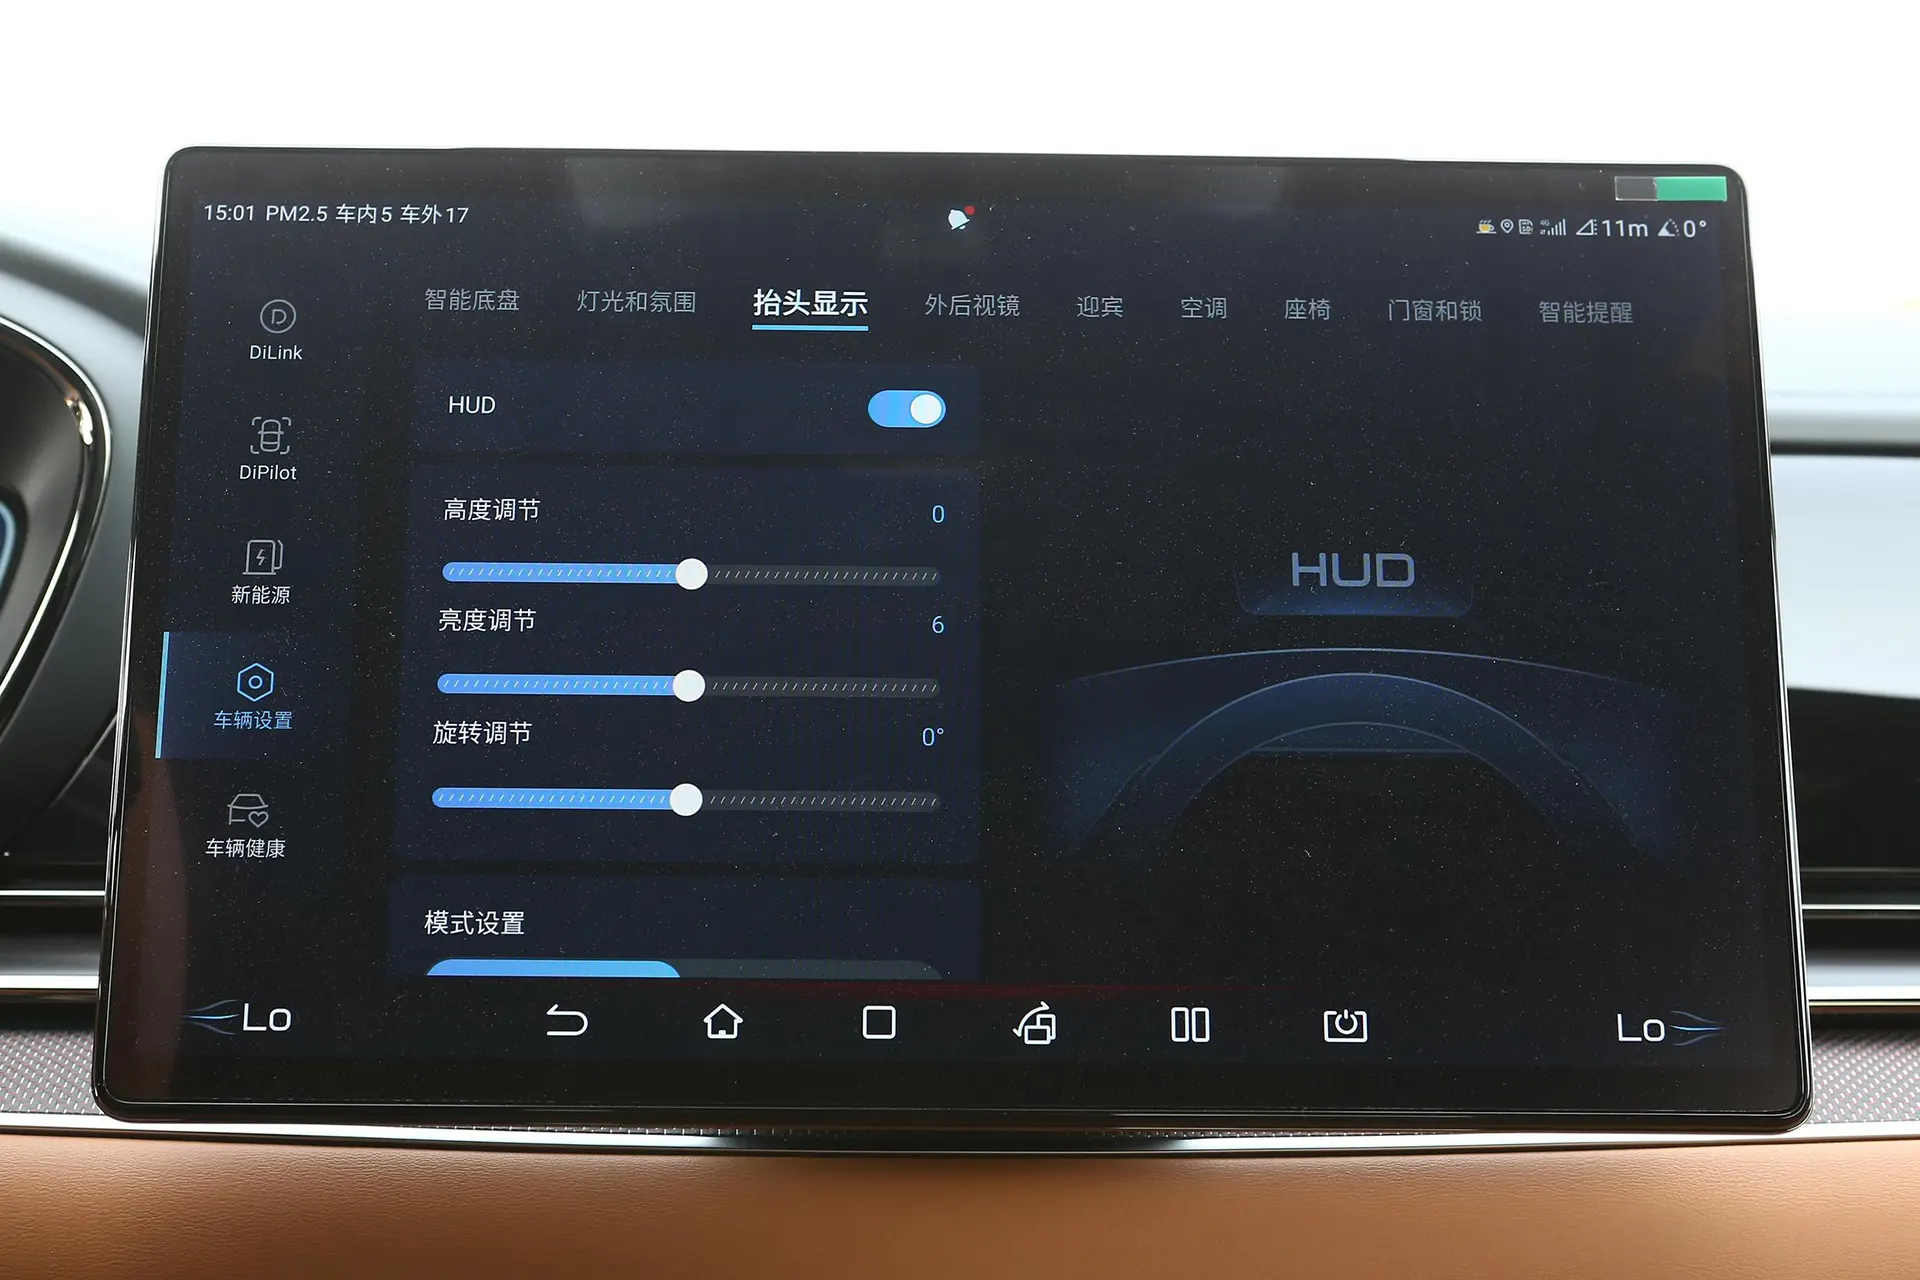 15:01 PM2.5 车内5 车外17
11m 0°
智能底盘 灯光和氛围 抬头显示 外后视镜 迎宾 空调 座椅 门窗和锁 智能提醒
DiLink
DiPilot
新能源
车辆设置
车辆健康
HUD
高度调节 0
亮度调节 6
旋转调节 0°
模式设置
HUD
Lo
Lo